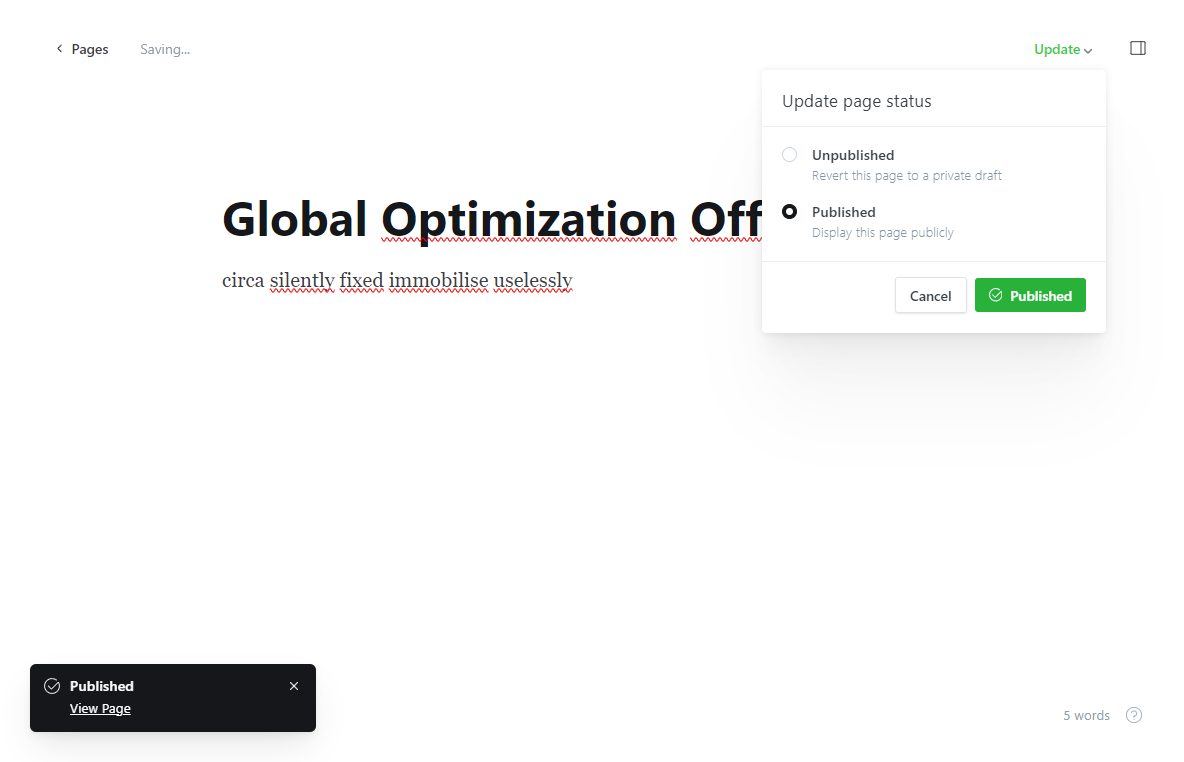 Pages
Saving...
Update
Update page status
Unpublished
Revert this page to a private draft
Published
Display this page publicly
Cancel
Published
Global Optimization Off
circa silently fixed immobilise uselessly
Published
View Page
5 words
?